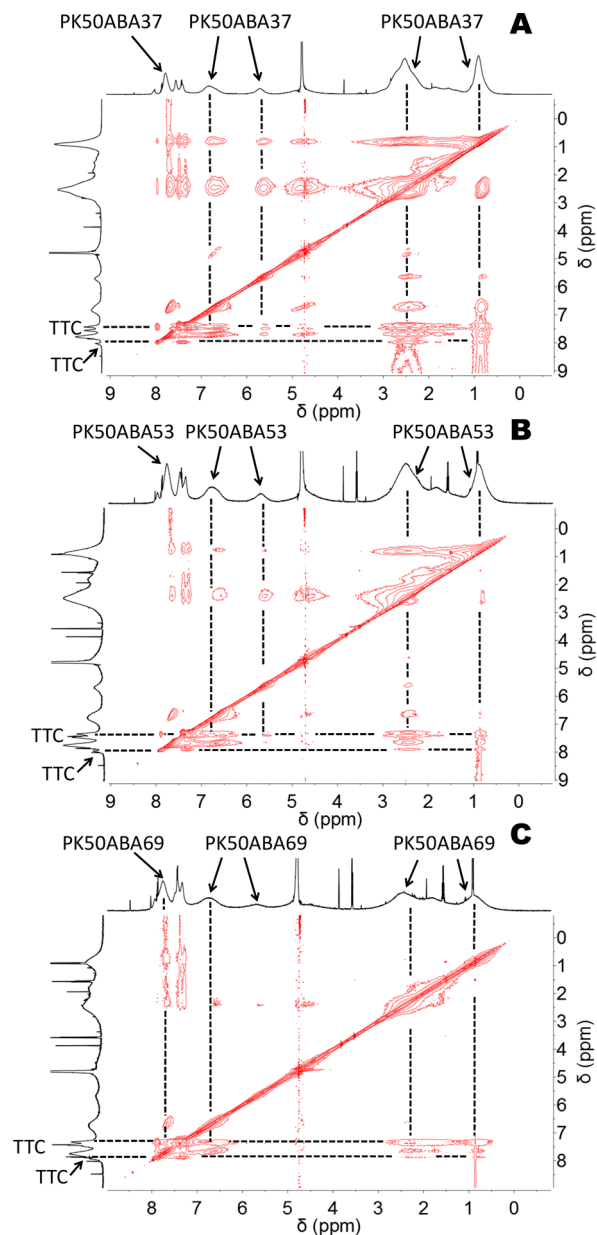 PK50ABA37 PK50ABA37 PK50ABA37 A
0
1
2
3
4
5
6
7
8
9
δ (ppm)
TTC
TTC
9 8 7 6 5 4 3 2 1 0
δ (ppm)
PK50ABA53 PK50ABA53 PK50ABA53 B
0
1
2
3
4
5
6
7
8
9
δ (ppm)
TTC
TTC
9 8 7 6 5 4 3 2 1 0
δ (ppm)
PK50ABA69 PK50ABA69 PK50ABA69 C
0
1
2
3
4
5
6
7
8
δ (ppm)
TTC
TTC
8 7 6 5 4 3 2 1 0
δ (ppm)